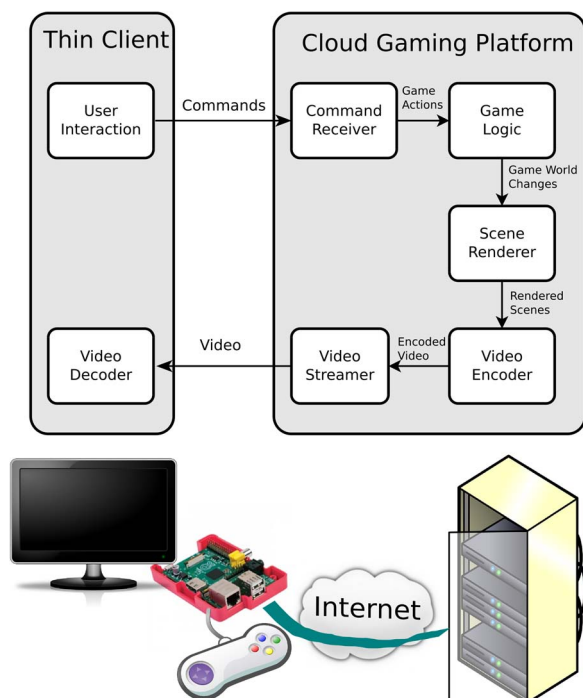 Thin Client
Cloud Gaming Platform
User
Interaction
Commands
Command
Receiver
Game
Actions
Game
Logic
Game World
Changes
Scene
Renderer
Rendered
Scenes
Video
Decoder
Video
Video
Streamer
Encoded
Video
Video
Encoder
Internet